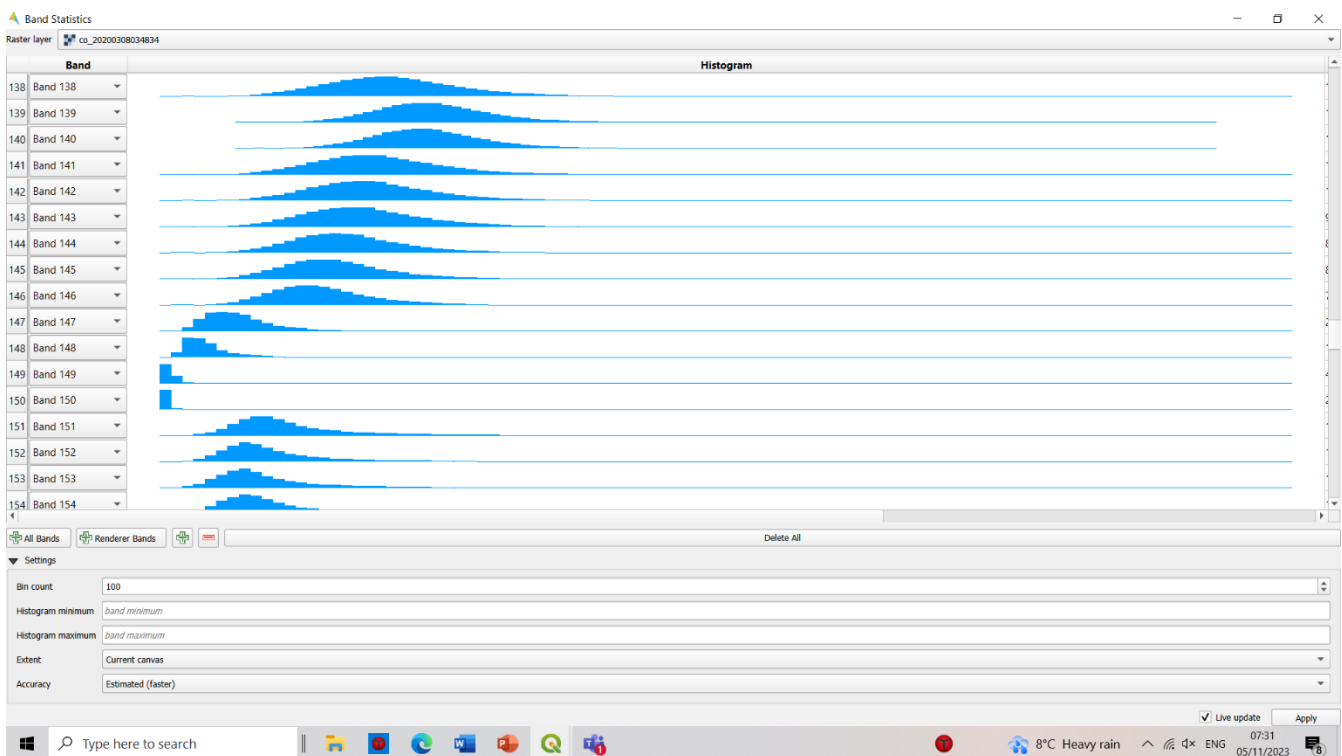 Band Statistics
Raster layer co_20200308034834
Band Histogram
138 Band 138
139 Band 139
140 Band 140
141 Band 141
142 Band 142
143 Band 143
144 Band 144
145 Band 145
146 Band 146
147 Band 147
148 Band 148
149 Band 149
150 Band 150
151 Band 151
152 Band 152
153 Band 153
154 Band 154
All Bands Renderer Bands Delete All
Settings
Bin count 100
Histogram minimum band minimum
Histogram maximum band maximum
Extent Current canvas
Accuracy Estimated (faster)
Live update Apply
Type here to search 8°C Heavy rain ENG 07:31
05/11/2023 8